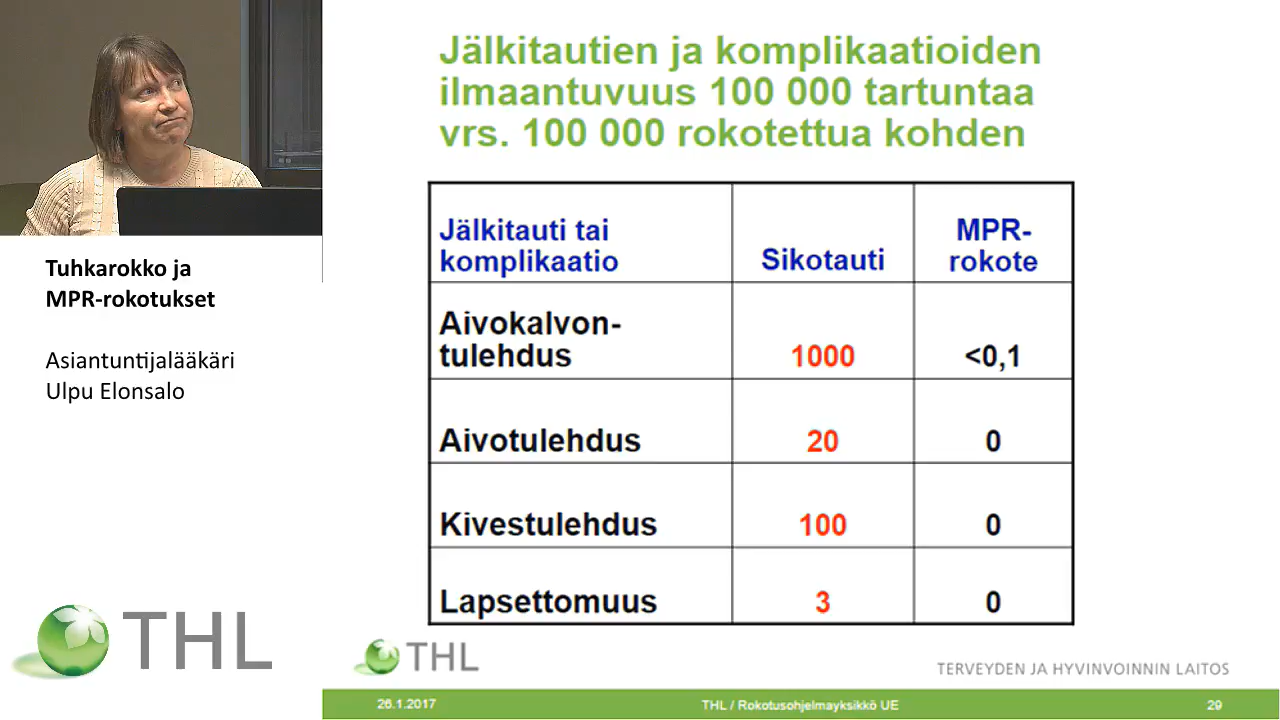 Jälkitautien ja komplikaatioiden
ilmaantuvuus 100 000 tartuntaa
vrs. 100 000 rokotettua kohden
Jälkitauti tai
komplikaatio
Sikotauti
MPR-
rokote
Aivokalvon-
tulehdus
1000
<0,1
Aivotulehdus
20
0
Kivestulehdus
100
0
Lapsettomuus
3
0
Tuhkarokko ja
MPR-rokotukset
Asiantuntijalääkäri
Ulpu Elonsalo
THL
THL
TERVEYDEN JA HYVINVOINNIN LAITOS
26.1.2017
THL / Rokotusohjelmayksikkö UE
29